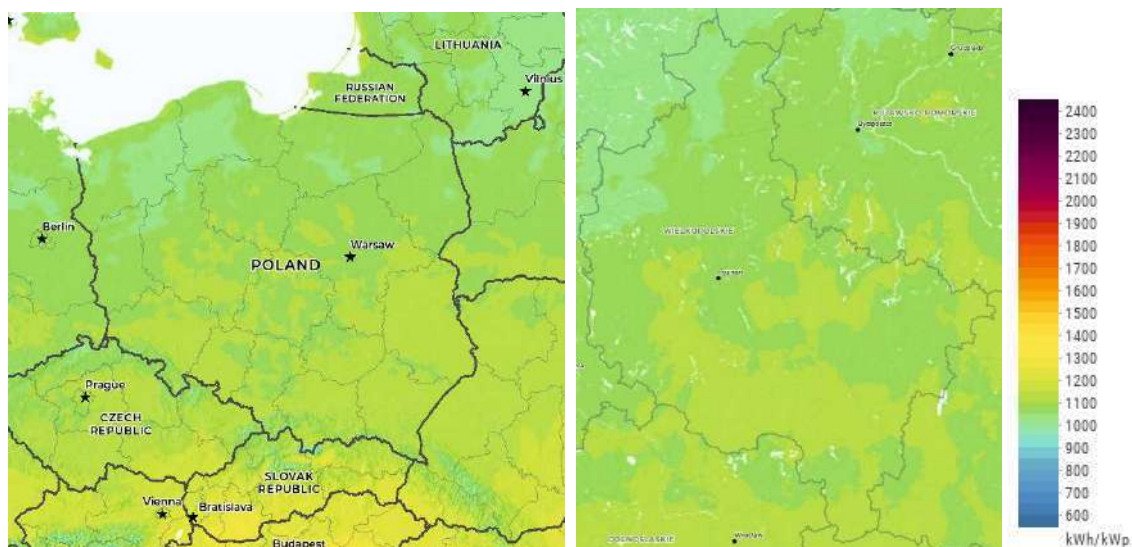 LITHUANIA
Vilnius
RUSSIAN
FEDERATION
Berlin
Warsaw
POLAND
Prague
CZECH
REPUBLIC
SLOVAK
REPUBLIC
Vienna
Bratislava
Budapest
Bydgoszcz
WIELKOPOLSKIE
Wrocław
2400
2300
2200
2100
2000
1900
1800
1700
1600
1500
1400
1300
1200
1100
1000
900
800
700
600
kWh/kWp